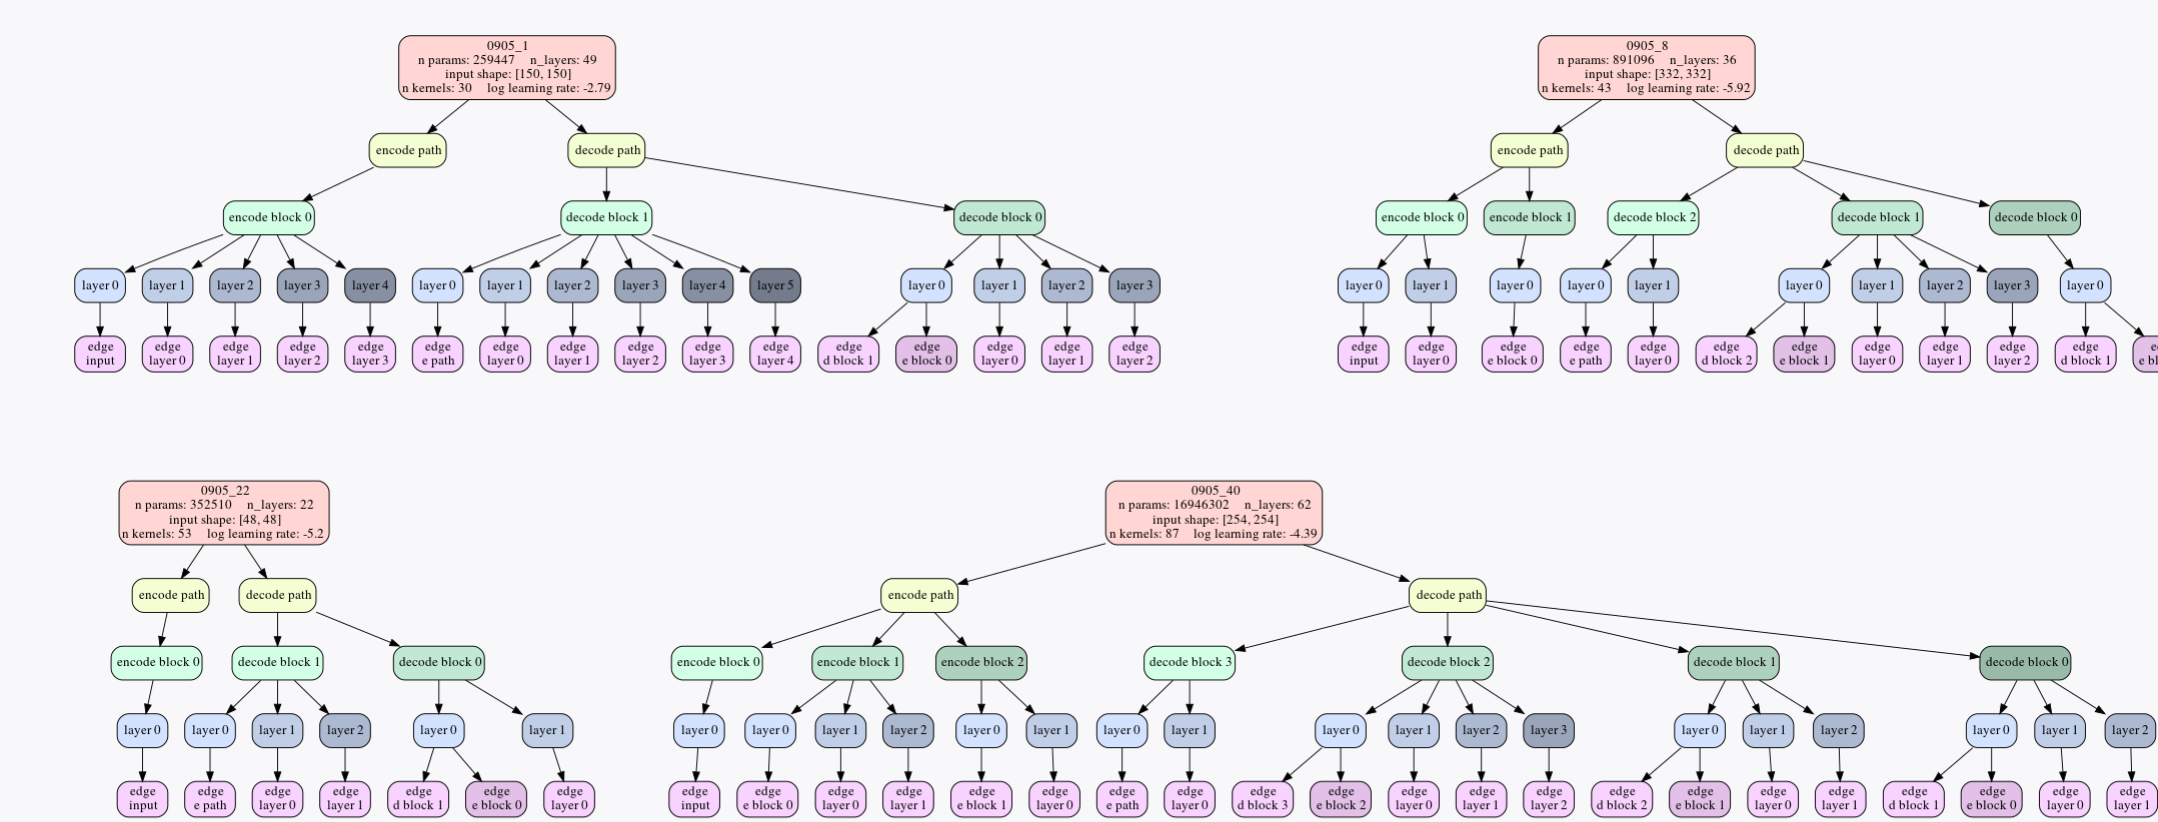 0905_1
n params: 259447 n_layers: 49
input shape: [150, 150]
n kernels: 30 log learning rate: -2.79
encode path
decode path
encode block 0
decode block 1
decode block 0
layer 0
layer 1
layer 2
layer 3
layer 4
layer 0
layer 1
layer 2
layer 3
layer 4
layer 5
layer 0
layer 1
layer 2
layer 3
edge
input
edge
layer 0
edge
layer 1
edge
layer 2
edge
layer 3
edge
e path
edge
layer 0
edge
layer 1
edge
layer 2
edge
layer 3
edge
layer 4
edge
d block 1
edge
e block 0
edge
layer 0
edge
layer 1
edge
layer 2
0905_8
n params: 891096 n_layers: 36
input shape: [332, 332]
n kernels: 43 log learning rate: -5.92
encode path
decode path
encode block 0
encode block 1
decode block 2
decode block 1
decode block 0
layer 0
layer 1
layer 0
layer 0
layer 1
layer 0
layer 1
layer 2
layer 3
layer 0
edge
input
edge
layer 0
edge
e block 0
edge
e path
edge
layer 0
edge
d block 2
edge
e block 1
edge
layer 0
edge
layer 1
edge
layer 2
edge
d block 1
0905_22
n params: 352510 n_layers: 22
input shape: [48, 48]
n kernels: 53 log learning rate: -5.2
encode path
decode path
encode block 0
decode block 1
decode block 0
layer 0
layer 0
layer 1
layer 2
layer 0
layer 1
edge
input
edge
e path
edge
layer 0
edge
layer 1
edge
d block 1
edge
e block 0
edge
layer 0
0905_40
n params: 16946302 n_layers: 62
input shape: [254, 254]
n kernels: 87 log learning rate: -4.39
encode path
decode path
encode block 0
encode block 1
encode block 2
decode block 3
decode block 2
decode block 1
decode block 0
layer 0
layer 0
layer 1
layer 2
layer 0
layer 1
layer 0
layer 1
layer 0
layer 1
layer 2
layer 3
layer 0
layer 1
layer 2
layer 0
layer 1
layer 2
edge
input
edge
e block 0
edge
layer 0
edge
layer 1
edge
e block 1
edge
layer 0
edge
e path
edge
layer 0
edge
d block 3
edge
e block 2
edge
layer 0
edge
layer 1
edge
layer 2
edge
d block 2
edge
e block 1
edge
layer 0
edge
layer 1
edge
d block 1
edge
e block 0
edge
layer 0
edge
layer 1